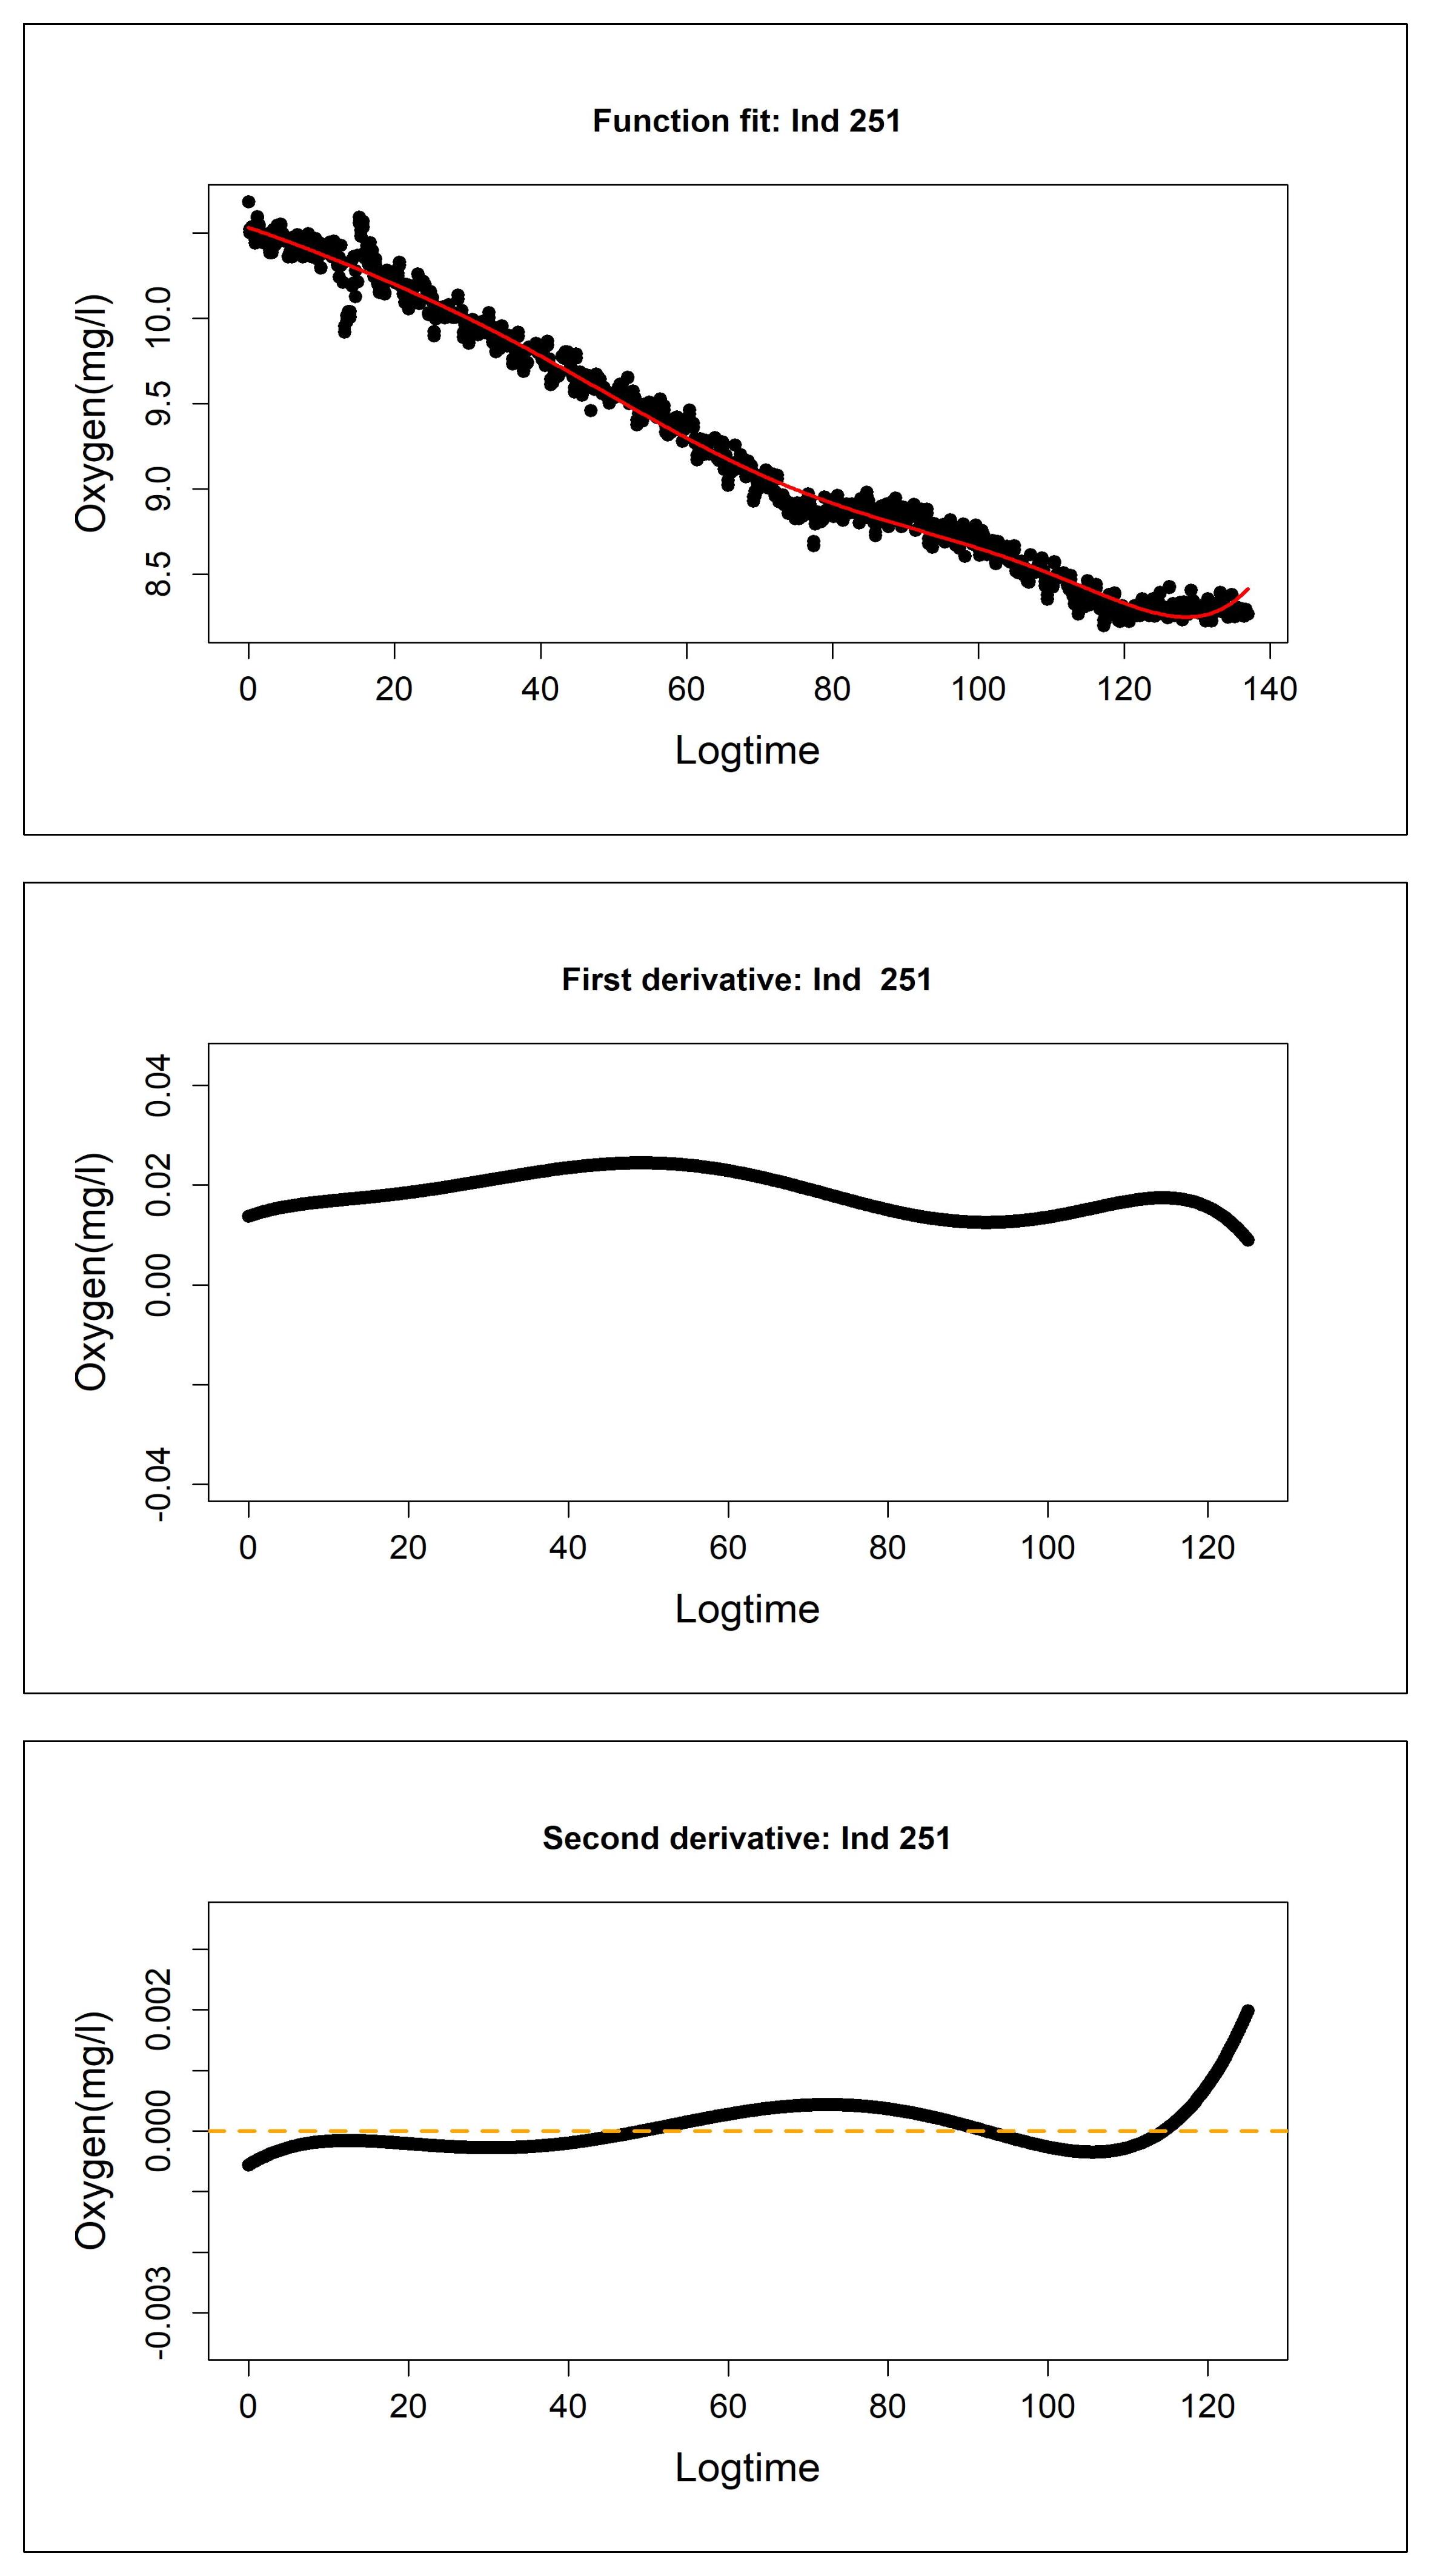 Function fit: Ind 251
Oxygen(mg/l)
10.0
9.5
9.0
8.5
0 20 40 60 80 100 120 140
Logtime
First derivative: Ind  251
Oxygen(mg/l)
0.04
0.02
0.00
-0.04
0 20 40 60 80 100 120
Logtime
Second derivative: Ind 251
Oxygen(mg/l)
0.002
0.000
-0.003
0 20 40 60 80 100 120
Logtime